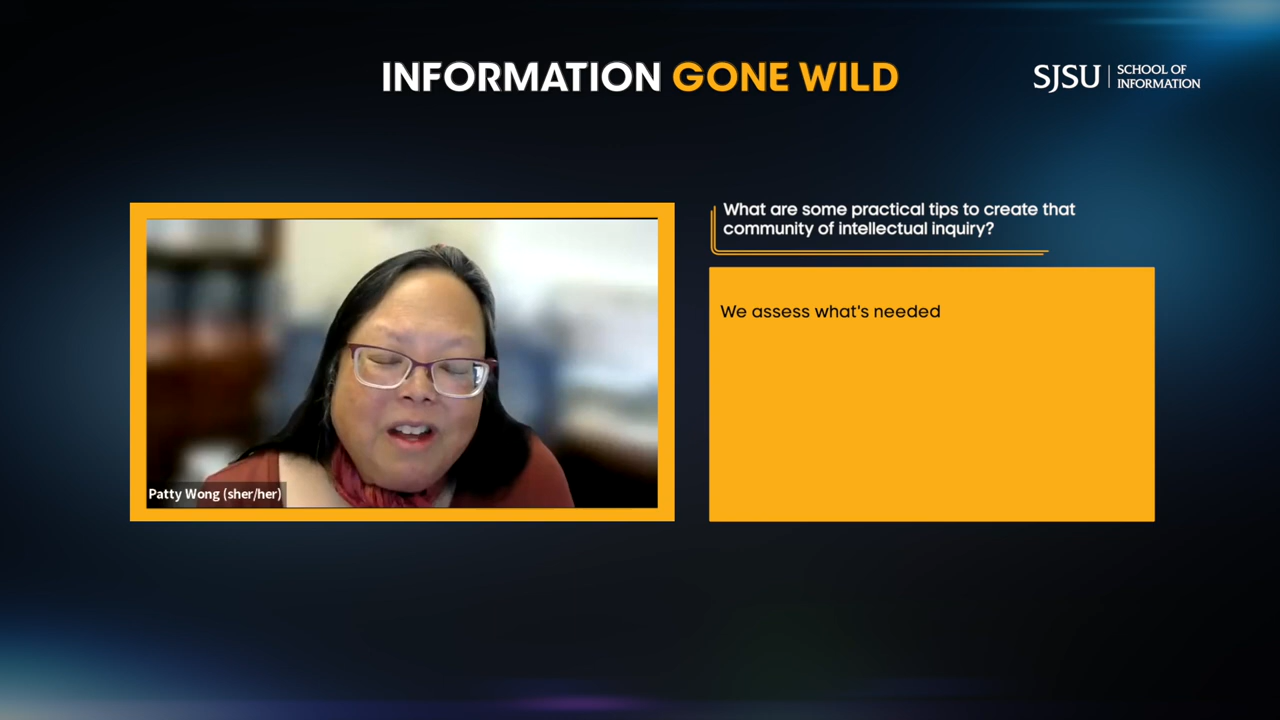 INFORMATION GONE WILD
SJSU
SCHOOL OF
INFORMATION
What are some practical tips to create that
community of intellectual inquiry?
We assess what's needed
Patty Wong (sher/her)